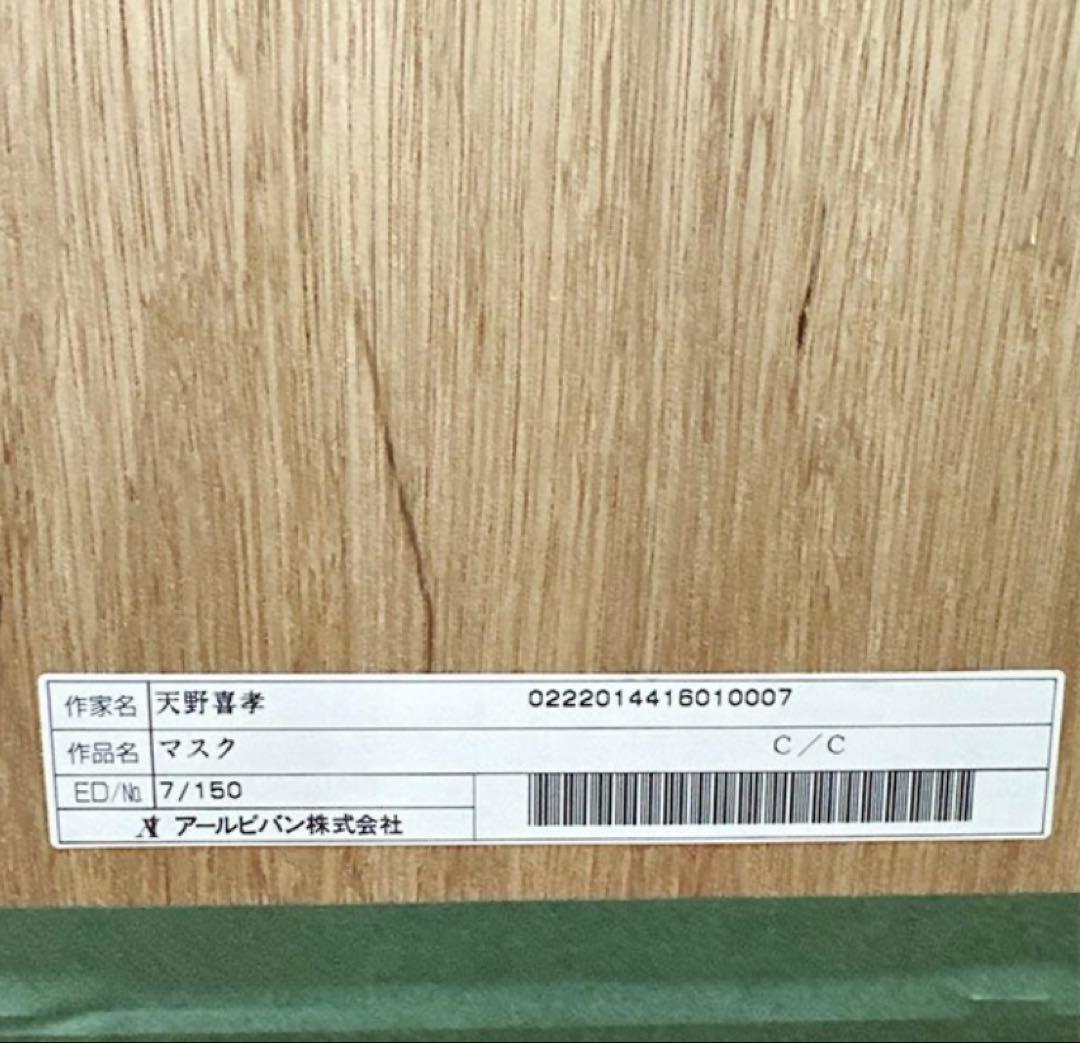 作家名 天野喜孝 0222014416010007
作品名 マスク C／C
ED/№ 7/150
アールビバン株式会社